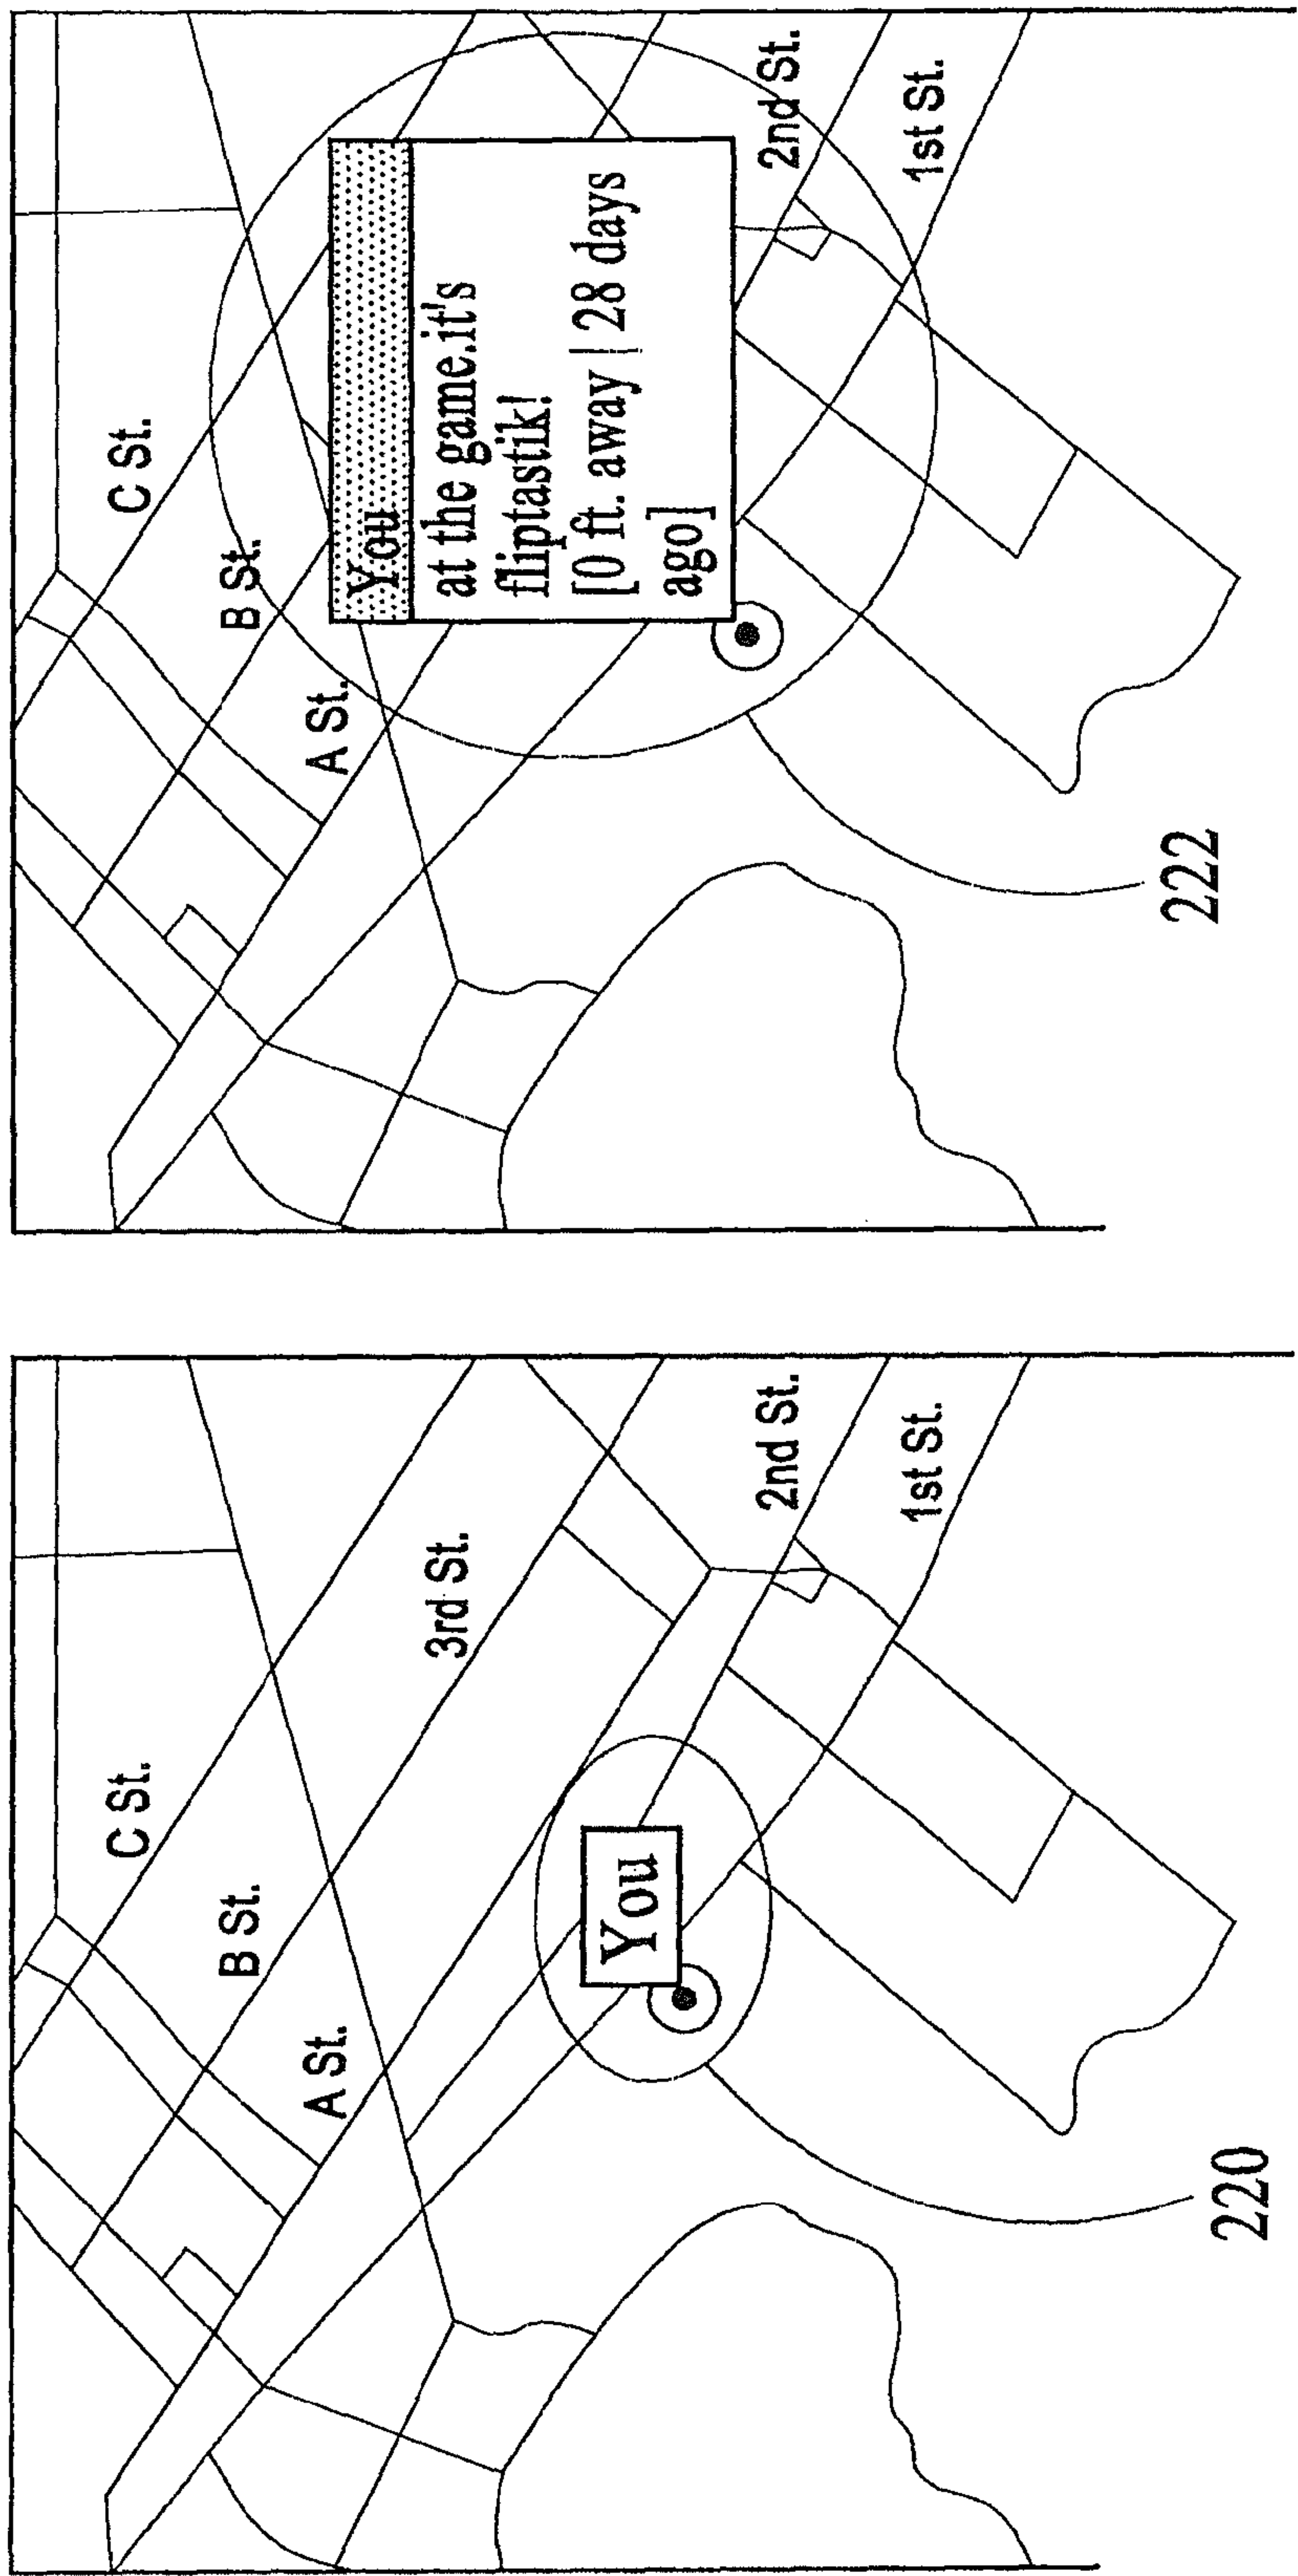 C St.
B St.
3rd St.
A St.
You
2nd St.
1st St.
220
C St.
B St.
A St.
You
at the game.it's
fliptastik!
[0 ft. away | 28 days
ago]
2nd St.
1st St.
222